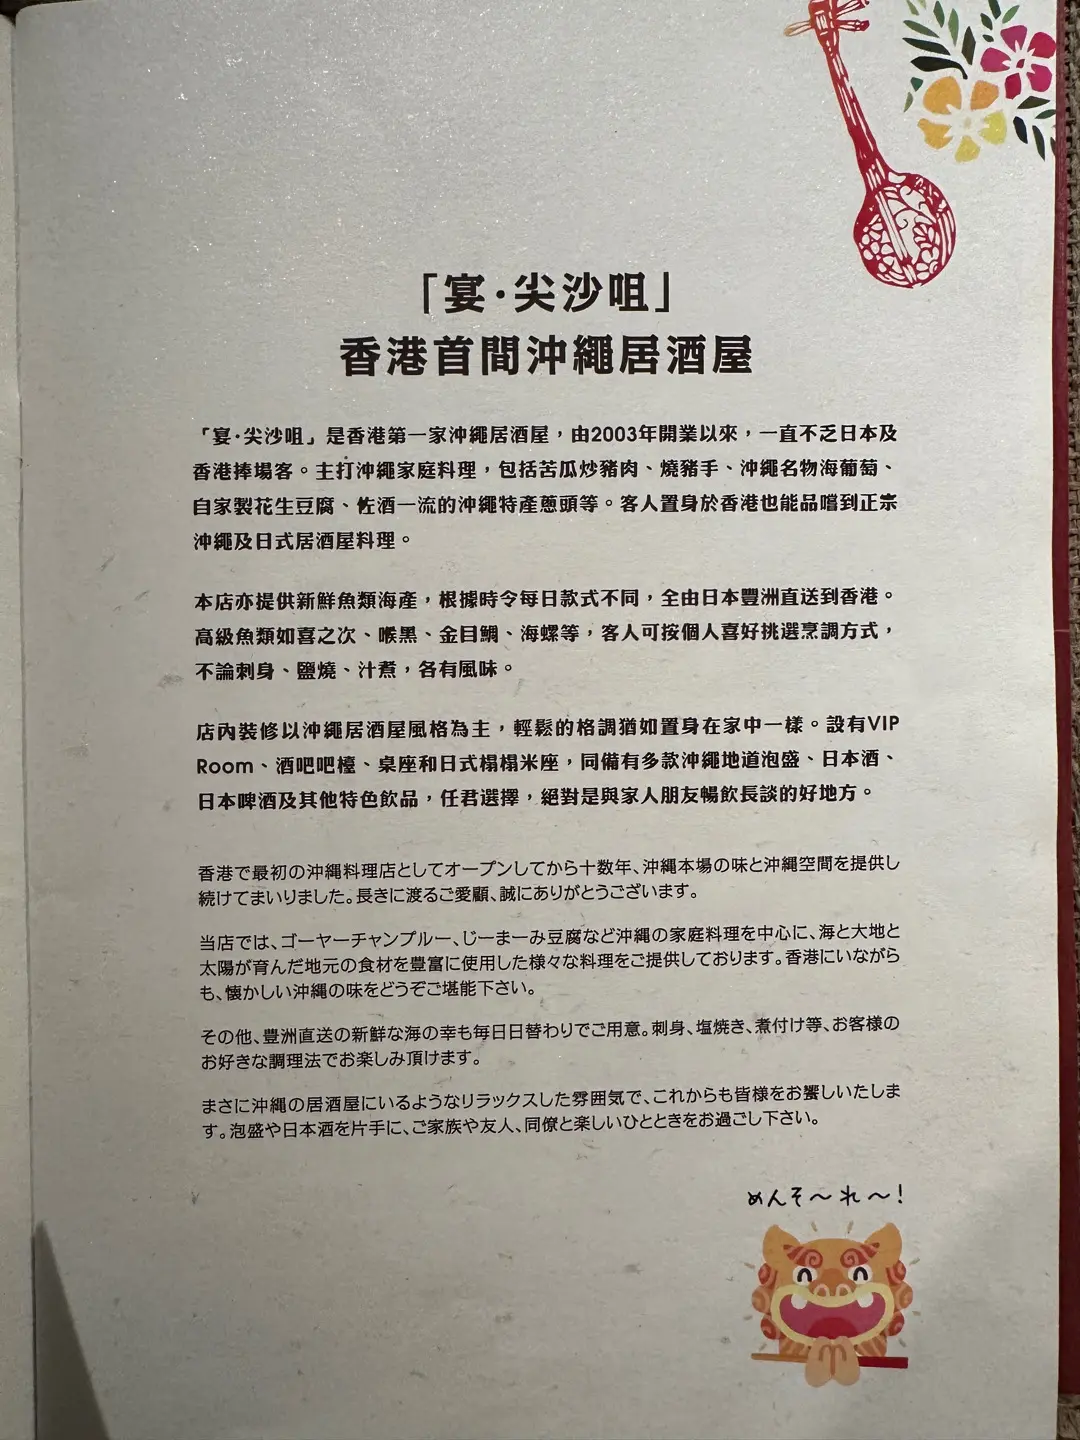 「宴·尖沙咀」
香港首間沖繩居酒屋
「宴·尖沙咀」是香港第一家沖繩居酒屋，由2003年開業以來，一直不乏日本及
香港捧場客。主打沖繩家庭料理，包括苦瓜炒豬肉、燒豬手、沖繩名物海葡萄、
自家製花生豆腐、佐酒一流的沖繩特產蔥頭等。客人置身於香港也能品嚐到正宗
沖繩及日式居酒屋料理。
本店亦提供新鮮魚類海產，根據時令每日款式不同，全由日本豐洲直送到香港。
高級魚類如喜之次、喉黑、金目鯛、海螺等，客人可按個人喜好挑選烹調方式，
不論刺身、鹽燒、汁煮，各有風味。
店內裝修以沖繩居酒屋風格為主，輕鬆的格調猶如置身在家中一樣。設有VIP
Room、酒吧吧檯、桌座和日式榻榻米座，同備有多款沖繩地道泡盛、日本酒、
日本啤酒及其他特色飲品，任君選擇，絕對是與家人朋友暢飲長談的好地方。
香港で最初の沖縄料理店としてオープンしてから十数年、沖縄本場の味と沖縄空間を提供し
続けてまいりました。長きに渡るご愛顧、誠にありがとうございます。
当店では、ゴーヤーチャンプルー、じーまーみ豆腐など沖縄の家庭料理を中心に、海と大地と
太陽が育んだ地元の食材を豊富に使用した様々な料理をご提供しております。香港にいながら
も、懐かしい沖縄の味をどうぞご堪能下さい。
その他、豊洲直送の新鮮な海の幸も毎日日替わりでご用意。刺身、塩焼き、煮付け等、お客様の
お好きな調理法でお楽しみ頂けます。
まさに沖縄の居酒屋にいるようなリラックスした雰囲気で、これからも皆様をお饗しいたしま
す。泡盛や日本酒を片手に、ご家族や友人、同僚と楽しいひとときをお過ごし下さい。
めんそ〜れ〜！